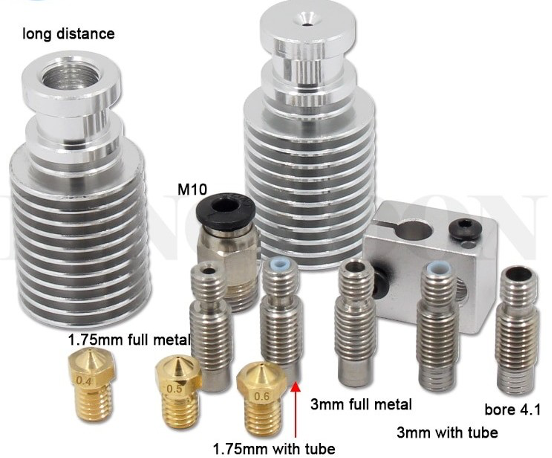 long distance
M10
1.75mm full metal
0.4
0.5
0.6
3mm full metal
bore 4.1
3mm with tube
1.75mm with tube